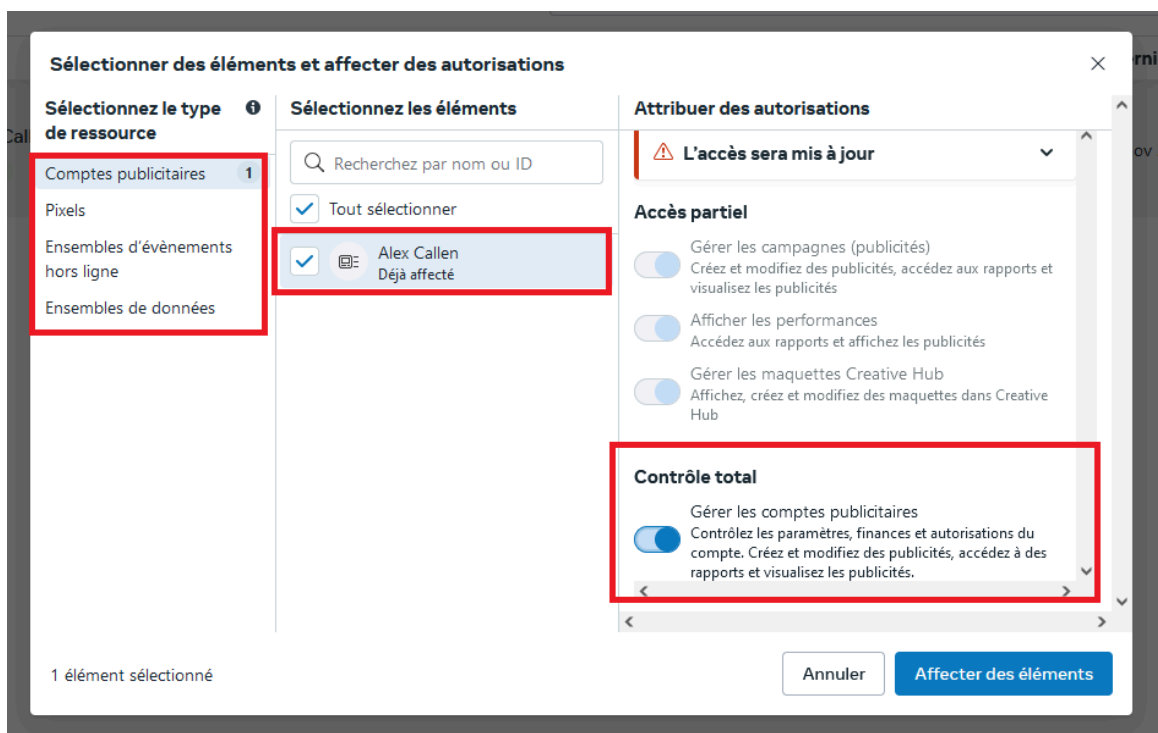 Sélectionner des éléments et affecter des autorisations
Sélectionnez le type
de ressource
Comptes publicitaires 1
Pixels
Ensembles d'évènements
hors ligne
Ensembles de données
Sélectionnez les éléments
Recherchez par nom ou ID
Tout sélectionner
Alex Callen
Déjà affecté
Attribuer des autorisations
L'accès sera mis à jour
Accès partiel
Gérer les campagnes (publicités)
Créez et modifiez des publicités, accédez aux rapports et
visualisez les publicités
Afficher les performances
Accédez aux rapports et affichez les publicités
Gérer les maquettes Creative Hub
Affichez, créez et modifiez des maquettes dans Creative
Hub
Contrôle total
Gérer les comptes publicitaires
Contrôlez les paramètres, finances et autorisations du
compte. Créez et modifiez des publicités, accédez à des
rapports et visualisez les publicités.
1 élément sélectionné
Annuler
Affecter des éléments